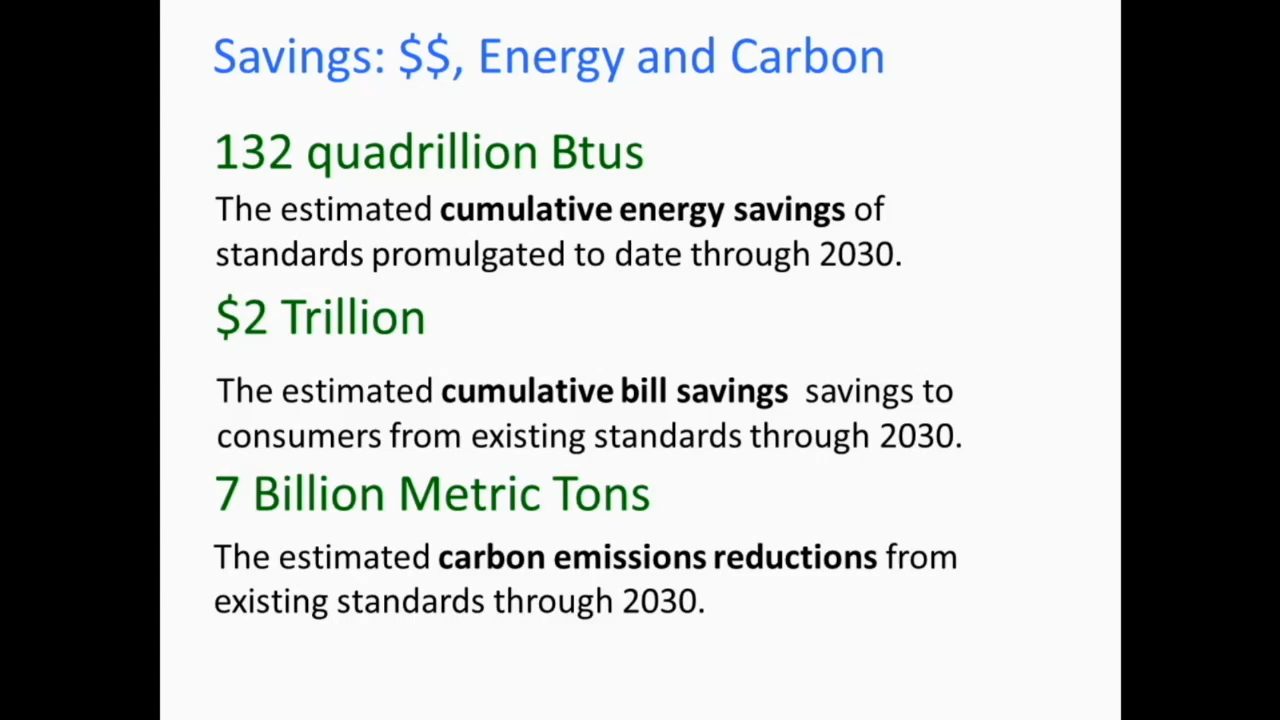 Savings: $$, Energy and Carbon
132 quadrillion Btus
The estimated cumulative energy savings of
standards promulgated to date through 2030.
$2 Trillion
The estimated cumulative bill savings  savings to
consumers from existing standards through 2030.
7 Billion Metric Tons
The estimated carbon emissions reductions from
existing standards through 2030.